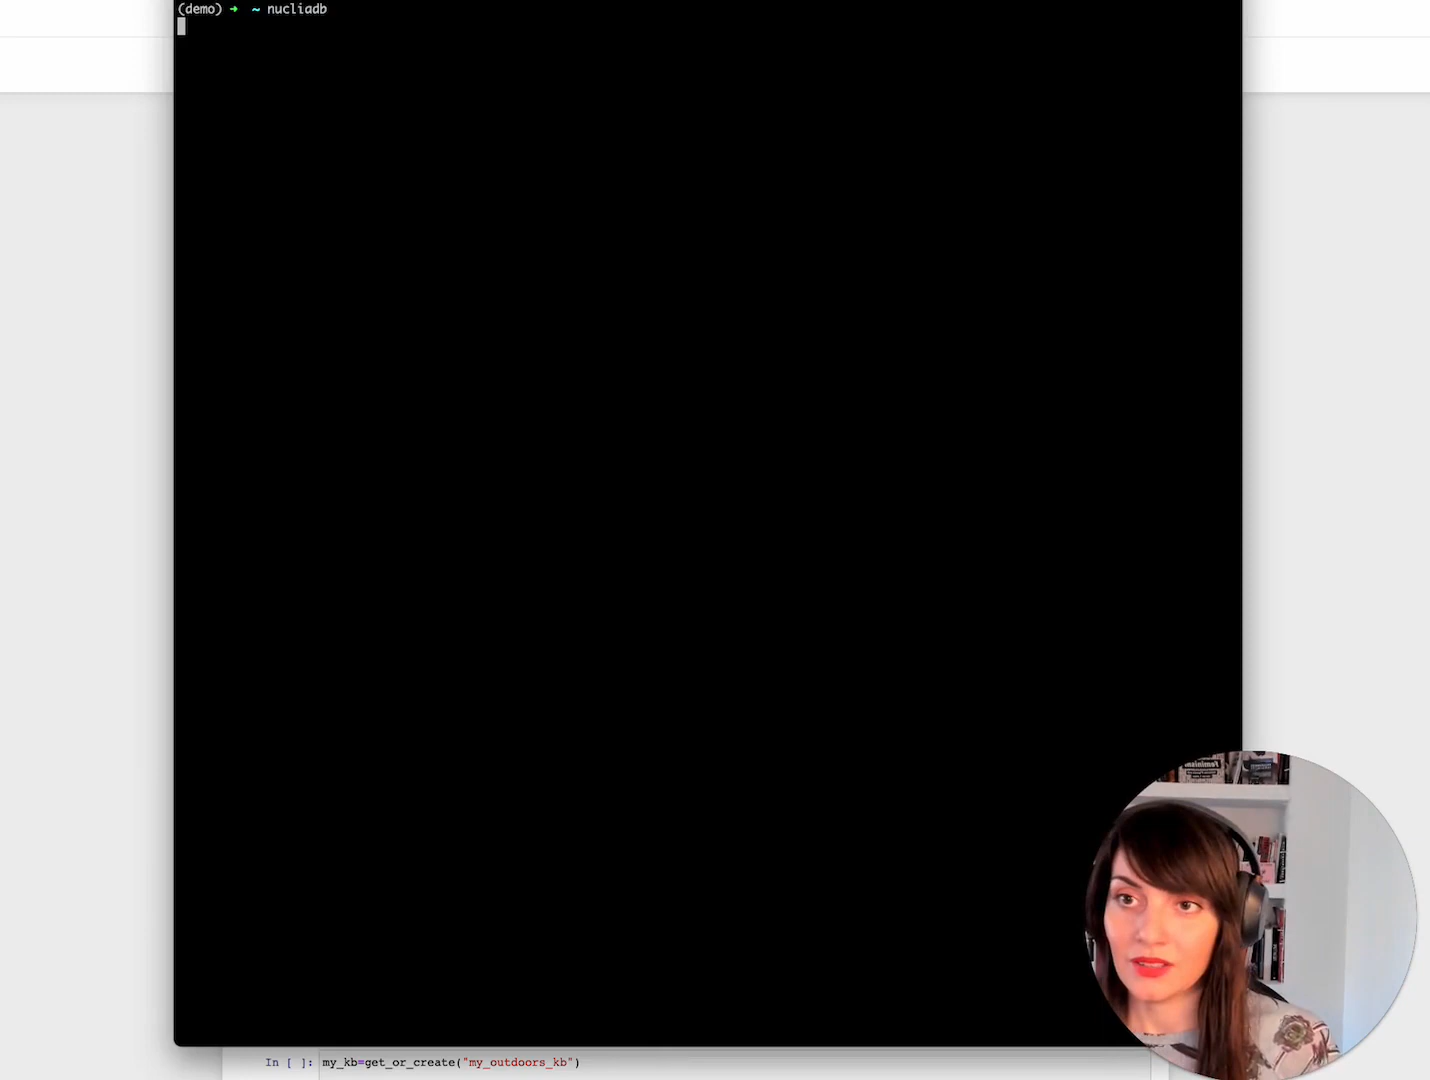 (demo) ➜ ~ nucliadb
In [ ]: my_kb=get_or_create("my_outdoors_kb")